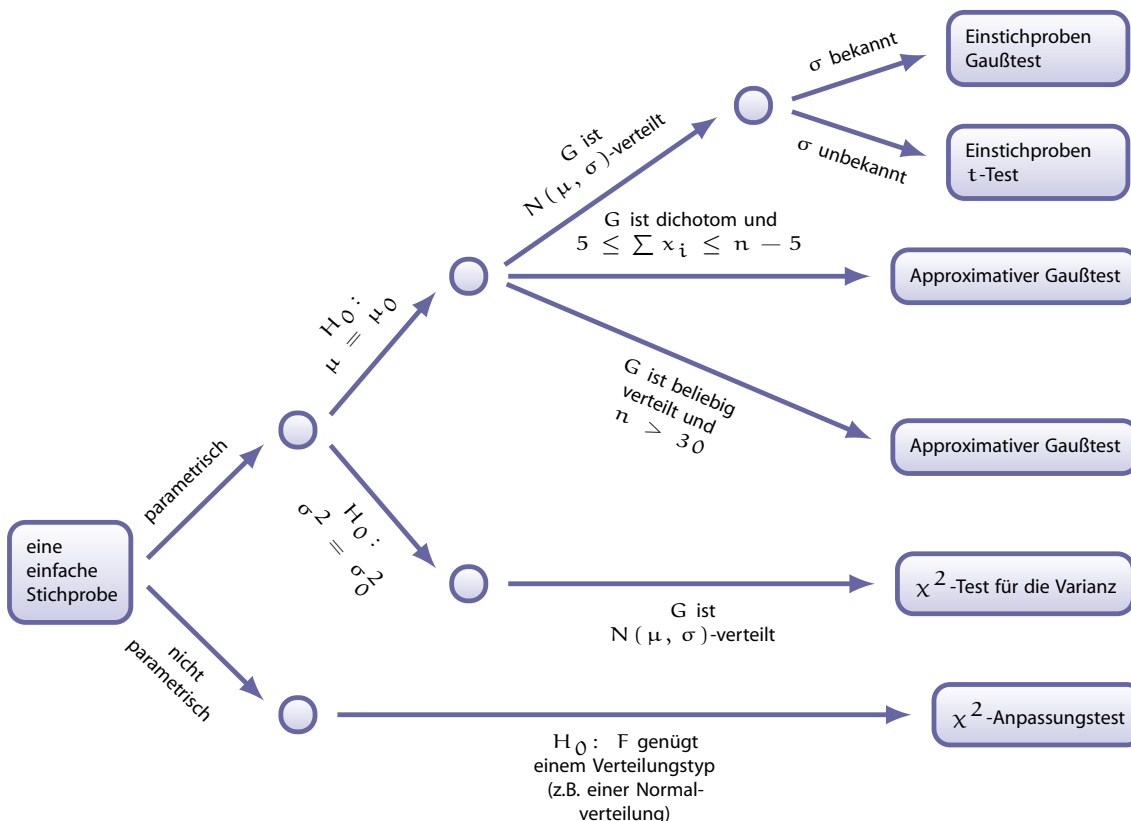 σ bekannt
Einstichproben
Gaußtest
G ist
N(μ, σ)-verteilt
σ unbekannt
Einstichproben
t-Test
G ist dichotom und
5 ≤ ∑ x_i ≤ n − 5
Approximativer Gaußtest
H₀:
μ = μ₀
G ist beliebig
verteilt und
n > 30
Approximativer Gaußtest
parametrisch
eine
einfache
Stichprobe
H₀:
σ² = σ₀²
G ist
N(μ, σ)-verteilt
χ²-Test für die Varianz
nicht
parametrisch
H₀: F genügt
einem Verteilungstyp
(z.B. einer Normal-
verteilung)
χ²-Anpassungstest